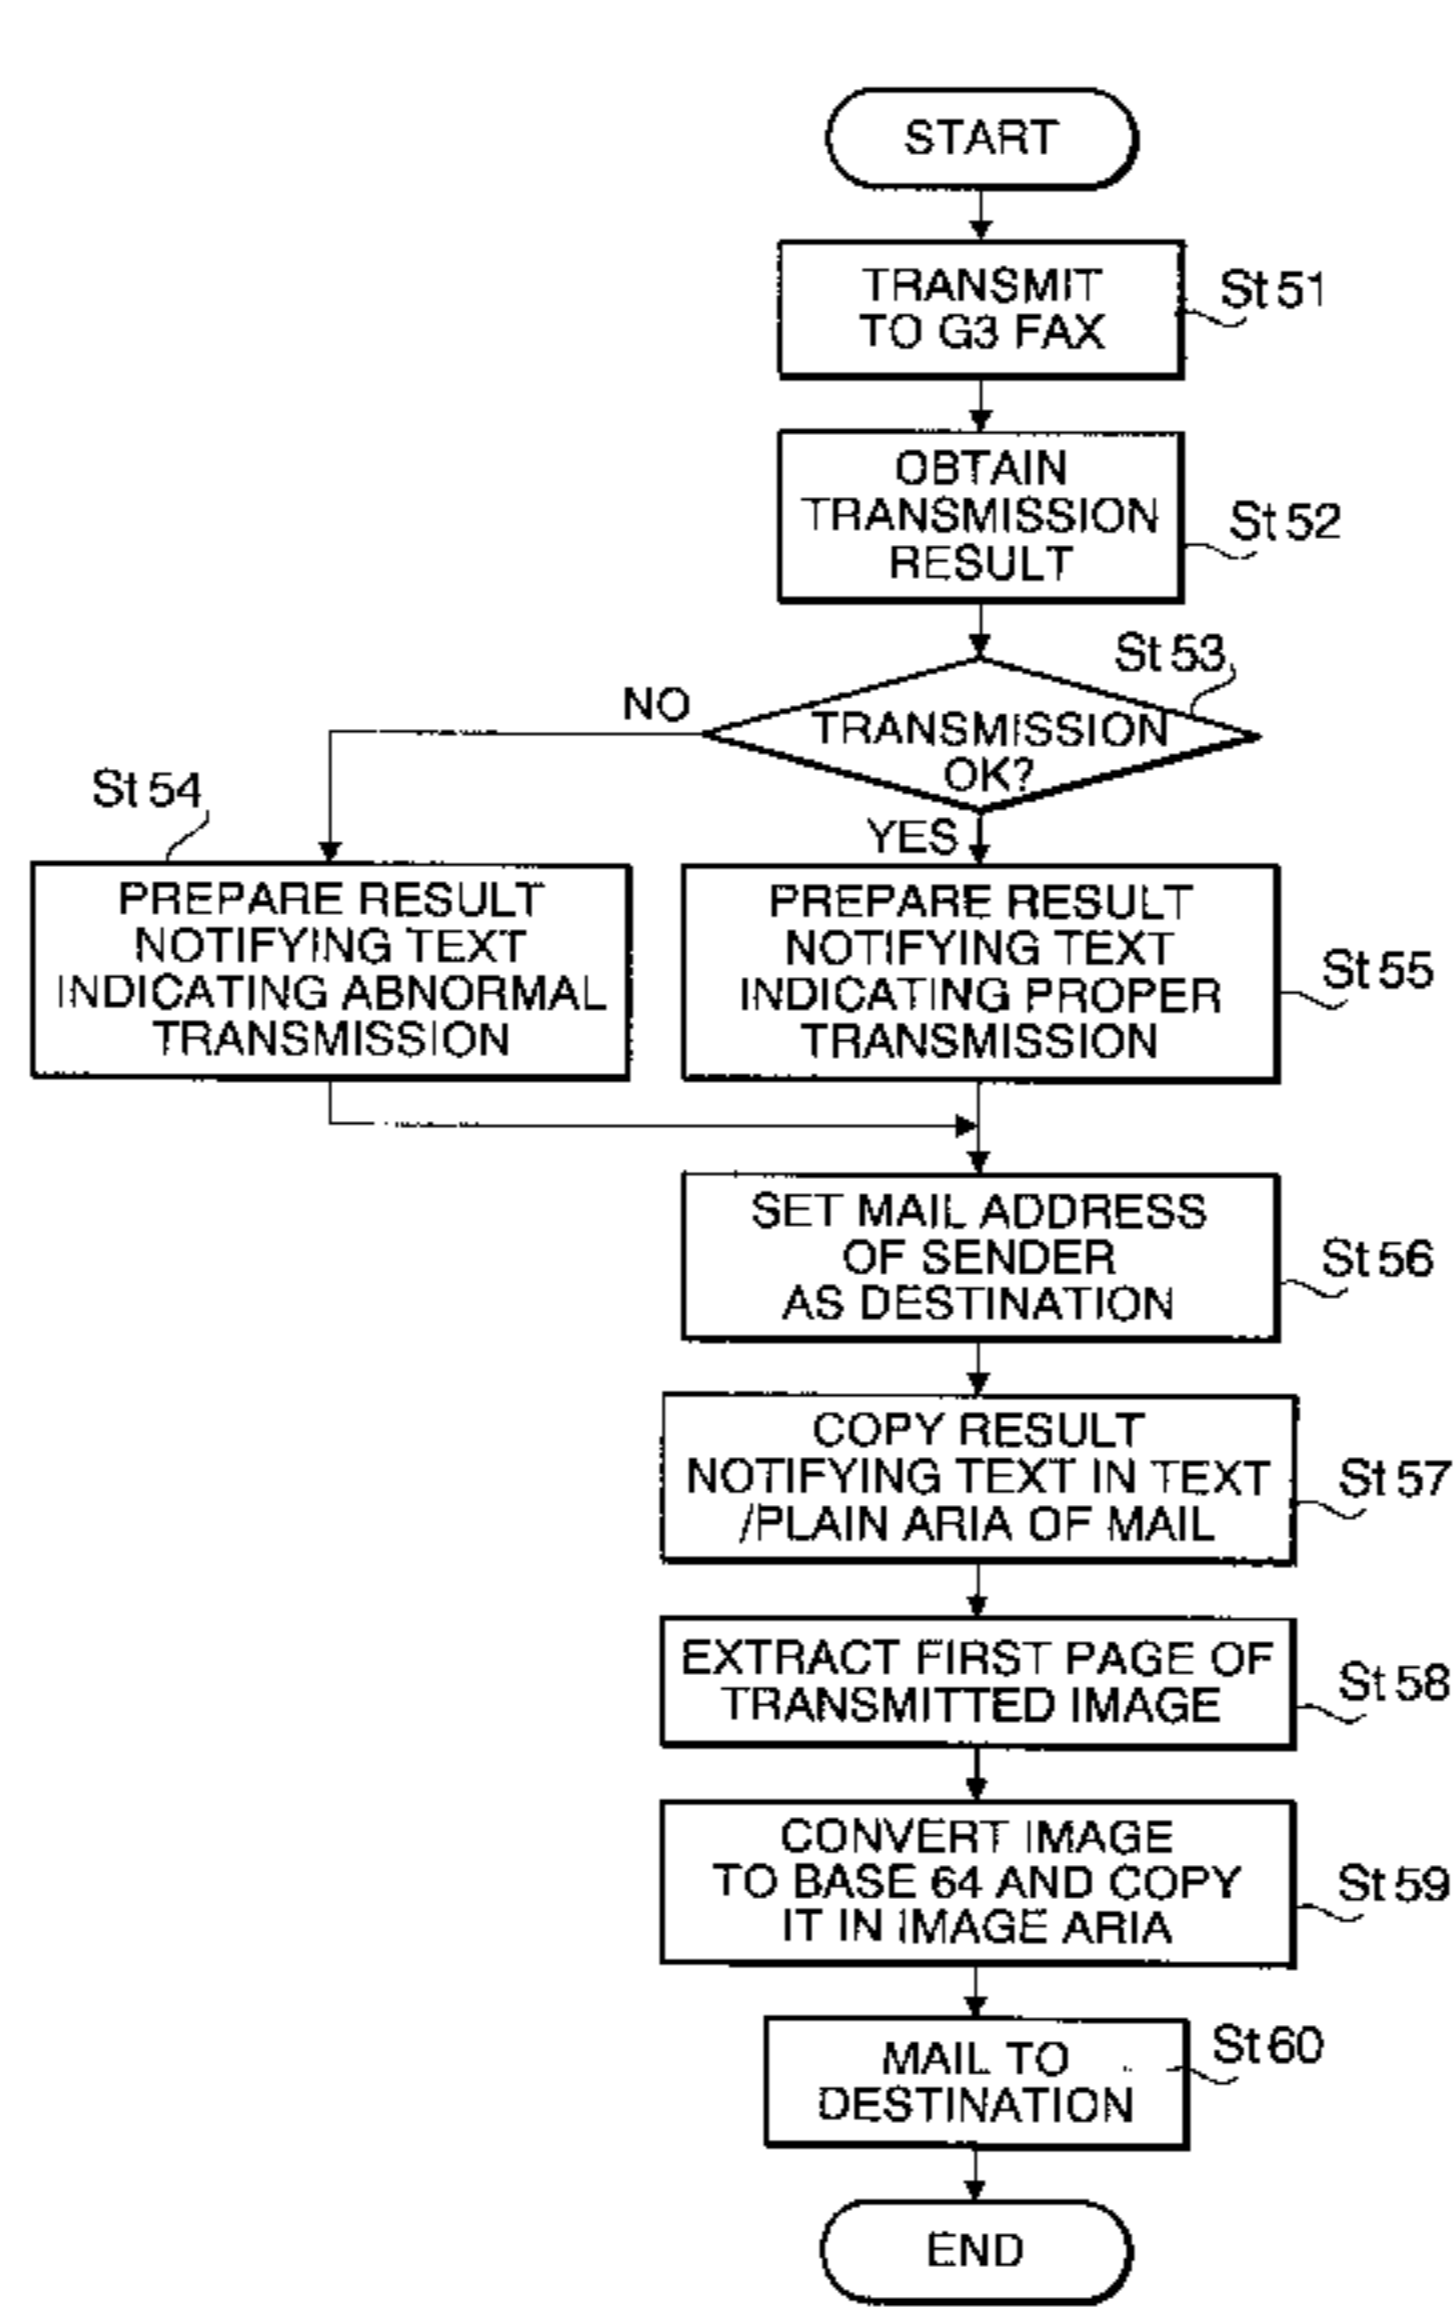 START
TRANSMIT
TO G3 FAX
St 51
OBTAIN
TRANSMISSION
RESULT
St 52
St 53
TRANSMISSION
OK?
NO
YES
St 54
PREPARE RESULT
NOTIFYING TEXT
INDICATING ABNORMAL
TRANSMISSION
PREPARE RESULT
NOTIFYING TEXT
INDICATING PROPER
TRANSMISSION
St 55
SET MAIL ADDRESS
OF SENDER
AS DESTINATION
St 56
COPY RESULT
NOTIFYING TEXT IN TEXT
/PLAIN ARIA OF MAIL
St 57
EXTRACT FIRST PAGE OF
TRANSMITTED IMAGE
St 58
CONVERT IMAGE
TO BASE 64 AND COPY
IT IN IMAGE ARIA
St 59
MAIL TO
DESTINATION
St 60
END